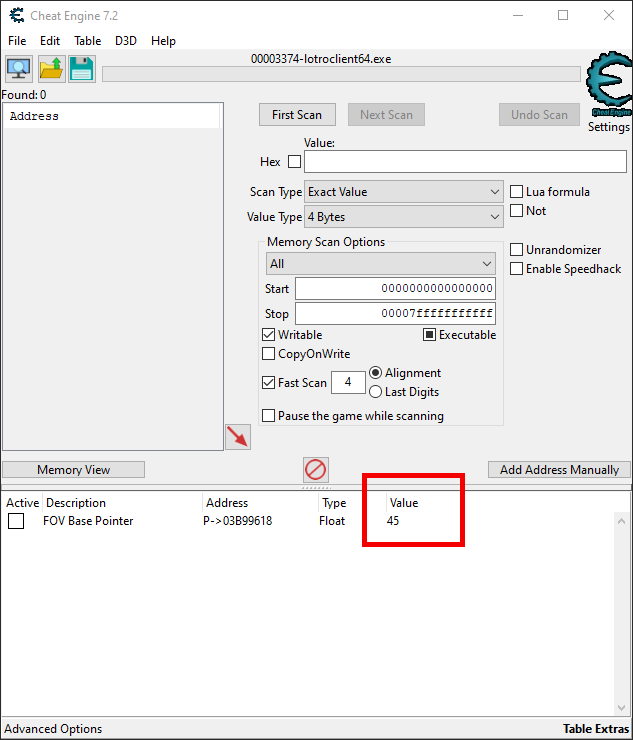 Cheat Engine 7.2
File Edit Table D3D Help
00003374-lotroclient64.exe
Found: 0
Address
First Scan Next Scan Undo Scan
Cheat Engine
Settings
Value:
Hex
Scan Type Exact Value
Lua formula
Value Type 4 Bytes
Not
Memory Scan Options
All
Unrandomizer
Start 0000000000000000
Enable Speedhack
Stop 00007fffffffffff
Writable Executable
CopyOnWrite
Fast Scan 4 Alignment
Last Digits
Pause the game while scanning
Memory View Add Address Manually
Active Description Address Type Value
FOV Base Pointer P->03B99618 Float 45
Advanced Options Table Extras